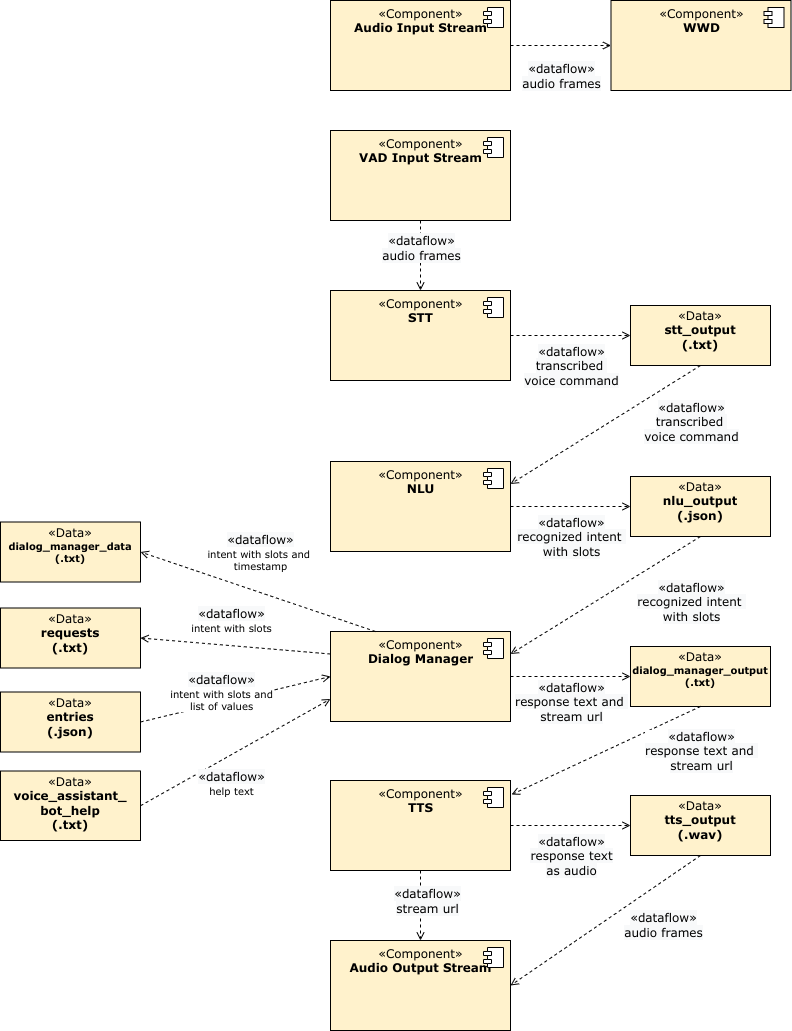 «Component»
Audio Input Stream
«dataflow»
audio frames
«Component»
WWD
«Component»
VAD Input Stream
«dataflow»
audio frames
«Component»
STT
«dataflow»
transcribed
voice command
«Data»
stt_output
(.txt)
«dataflow»
transcribed
voice command
«Component»
NLU
«dataflow»
recognized intent
with slots
«Data»
nlu_output
(.json)
«dataflow»
recognized intent
with slots
«Data»
dialog_manager_data
(.txt)
«dataflow»
intent with slots and
timestamp
«Data»
requests
(.txt)
«dataflow»
intent with slots
«Data»
entries
(.json)
«dataflow»
intent with slots and
list of values
«Data»
voice_assistant_
bot_help
(.txt)
«dataflow»
help text
«Component»
Dialog Manager
«dataflow»
response text and
stream url
«Data»
dialog_manager_output
(.txt)
«dataflow»
response text and
stream url
«Component»
TTS
«dataflow»
response text
as audio
«Data»
tts_output
(.wav)
«dataflow»
stream url
«dataflow»
audio frames
«Component»
Audio Output Stream